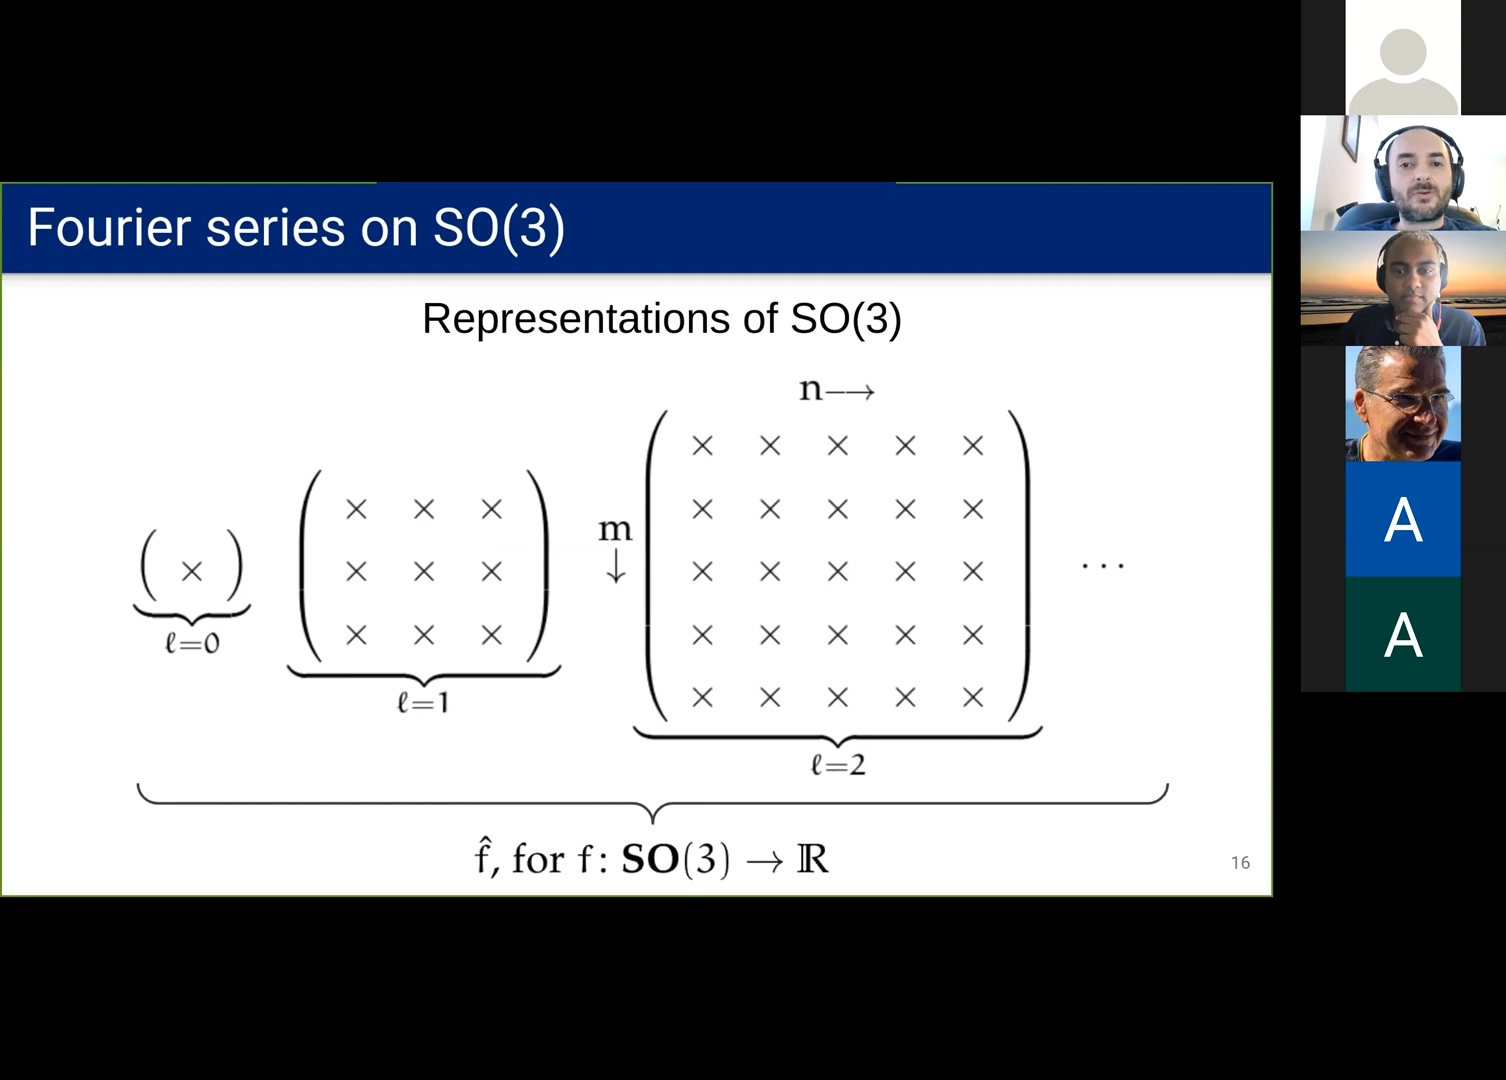 Fourier series on SO(3)
Representations of SO(3)
n⟶
m
↓
( × )
× × ×
× × ×
× × ×
× × × × ×
× × × × ×
× × × × ×
× × × × ×
× × × × ×
...
ℓ=0
ℓ=1
ℓ=2
f̂, for f: SO(3) → ℝ
16
A
A